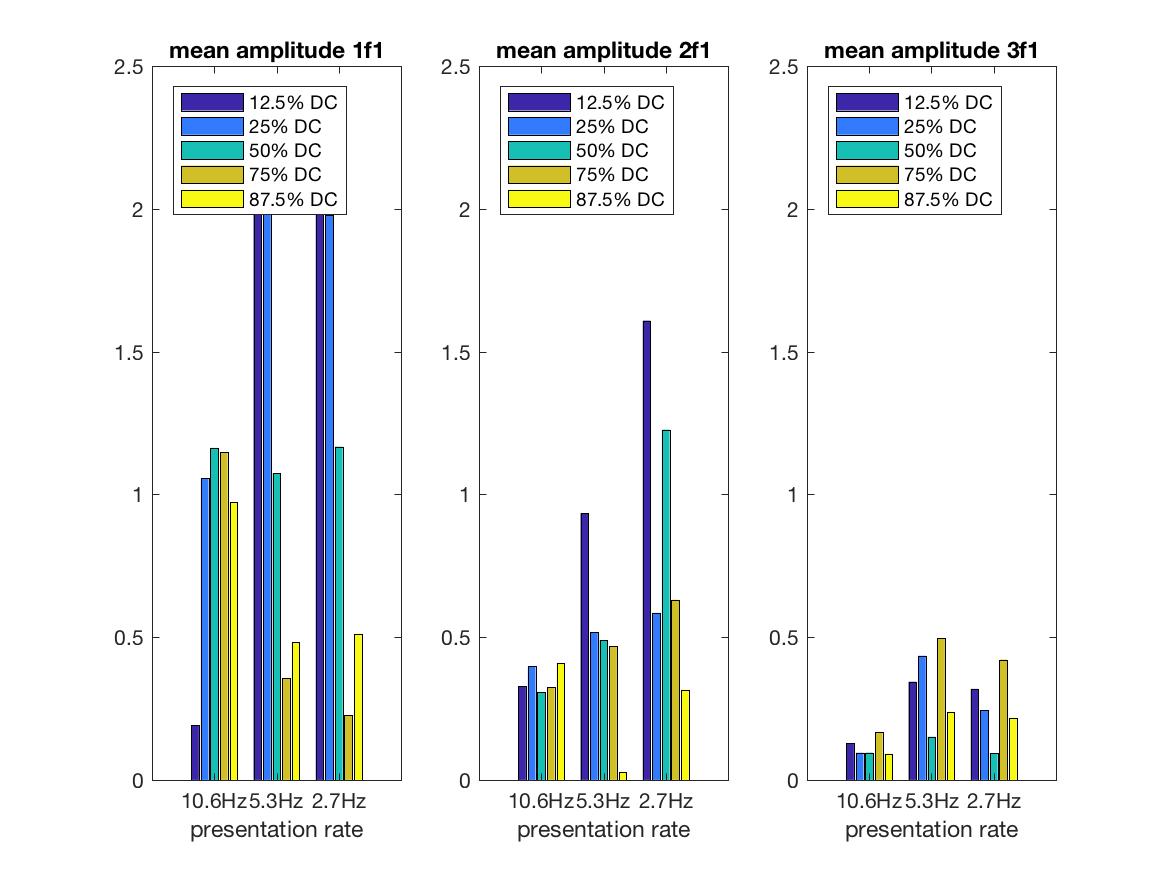 mean amplitude 1f1
2.5
2
1.5
1
0.5
0
12.5% DC
25% DC
50% DC
75% DC
87.5% DC
10.6Hz 5.3Hz 2.7Hz
presentation rate
mean amplitude 2f1
2.5
2
1.5
1
0.5
0
12.5% DC
25% DC
50% DC
75% DC
87.5% DC
10.6Hz 5.3Hz 2.7Hz
presentation rate
mean amplitude 3f1
2.5
2
1.5
1
0.5
0
12.5% DC
25% DC
50% DC
75% DC
87.5% DC
10.6Hz 5.3Hz 2.7Hz
presentation rate